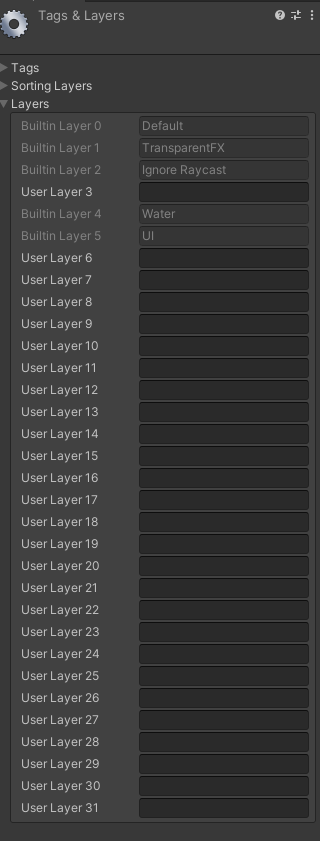 Tags & Layers
Tags
Sorting Layers
Layers
Builtin Layer 0 Default
Builtin Layer 1 TransparentFX
Builtin Layer 2 Ignore Raycast
User Layer 3
Builtin Layer 4 Water
Builtin Layer 5 UI
User Layer 6
User Layer 7
User Layer 8
User Layer 9
User Layer 10
User Layer 11
User Layer 12
User Layer 13
User Layer 14
User Layer 15
User Layer 16
User Layer 17
User Layer 18
User Layer 19
User Layer 20
User Layer 21
User Layer 22
User Layer 23
User Layer 24
User Layer 25
User Layer 26
User Layer 27
User Layer 28
User Layer 29
User Layer 30
User Layer 31